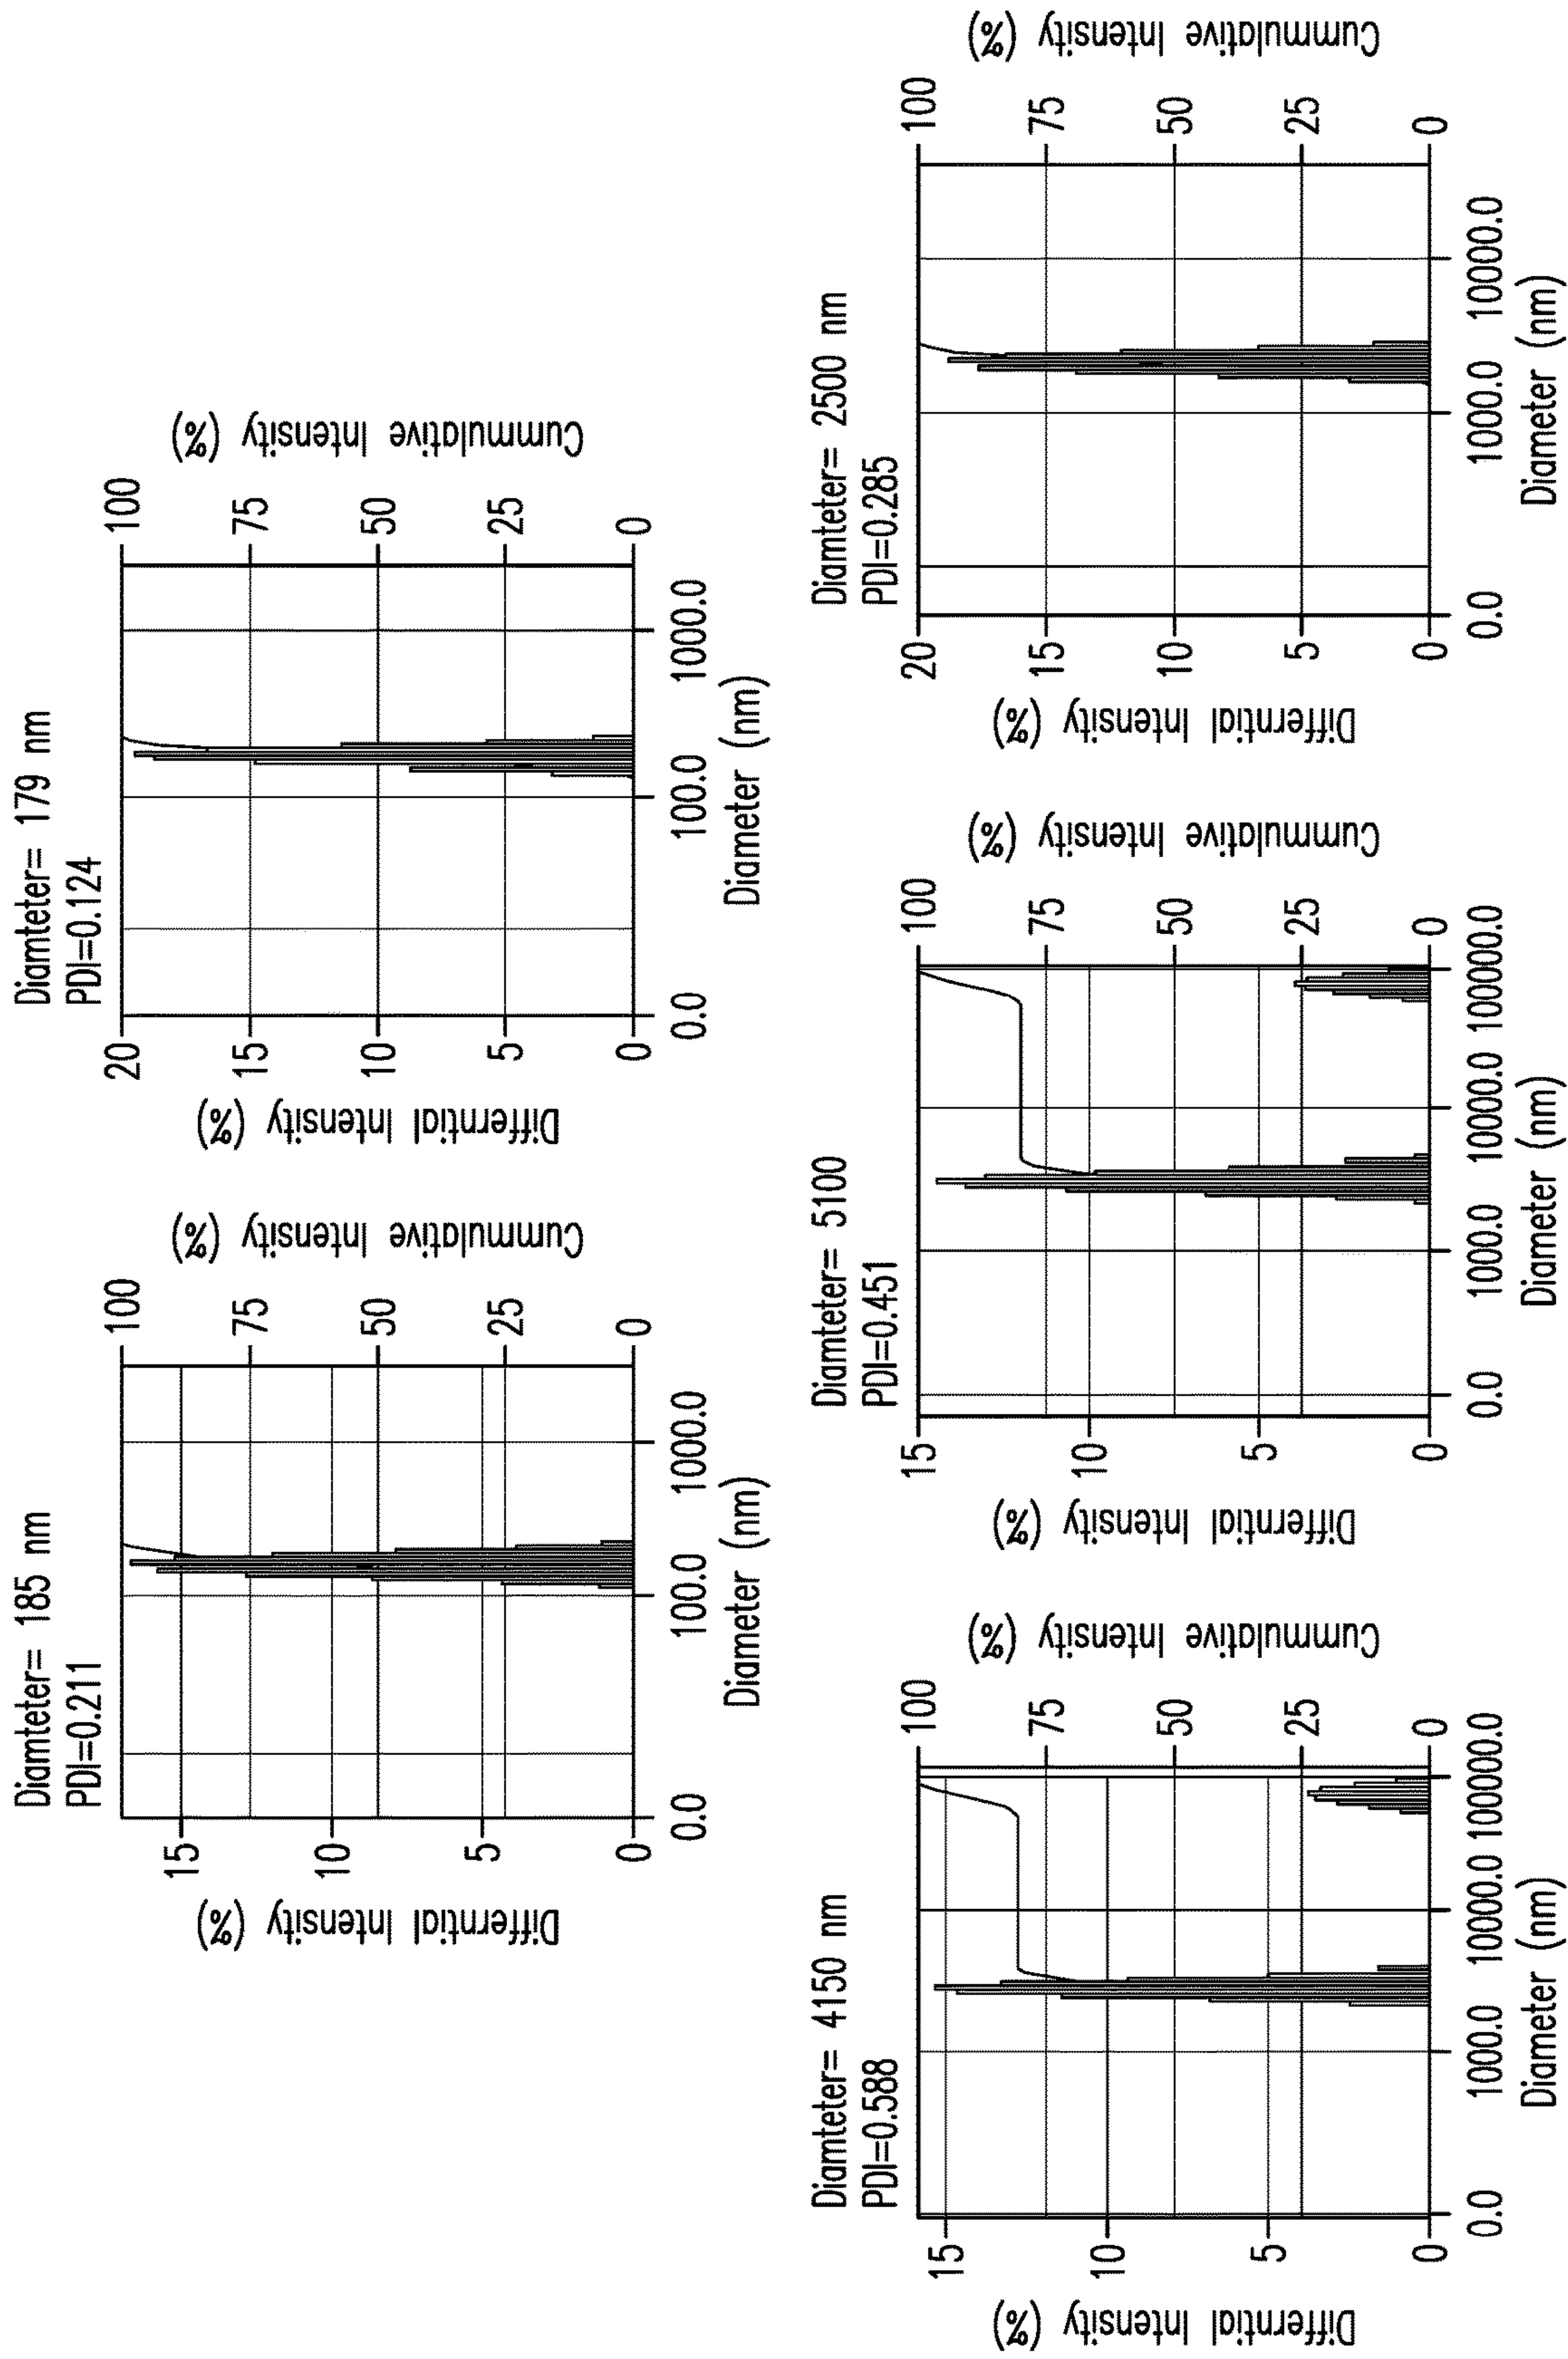 Diamteter= 185 nm
PDI=0.211
Differntial Intensity
(%)
15
10
5
0
100
75
50
25
0
Cummulative Intensity
(%)
0.0
100.0
1000.0
Diameter (nm)
Diamteter= 179 nm
PDI=0.124
Differntial Intensity
(%)
20
15
10
5
0
100
75
50
25
0
Cummulative Intensity
(%)
0.0
100.0
1000.0
Diameter (nm)
Diamteter= 4150 nm
PDI=0.588
Differntial Intensity
(%)
15
10
5
0
100
75
50
25
0
Cummulative Intensity
(%)
0.0
1000.0
10000.0
100000.0
Diameter (nm)
Diamteter= 5100
PDI=0.451
Differntial Intensity
(%)
15
10
5
0
100
75
50
25
0
Cummulative Intensity
(%)
0.0
1000.0
10000.0
100000.0
Diameter (nm)
Diamteter= 2500 nm
PDI=0.285
Differntial Intensity
(%)
20
15
10
5
0
100
75
50
25
0
Cummulative Intensity
(%)
0.0
1000.0
10000.0
Diameter (nm)